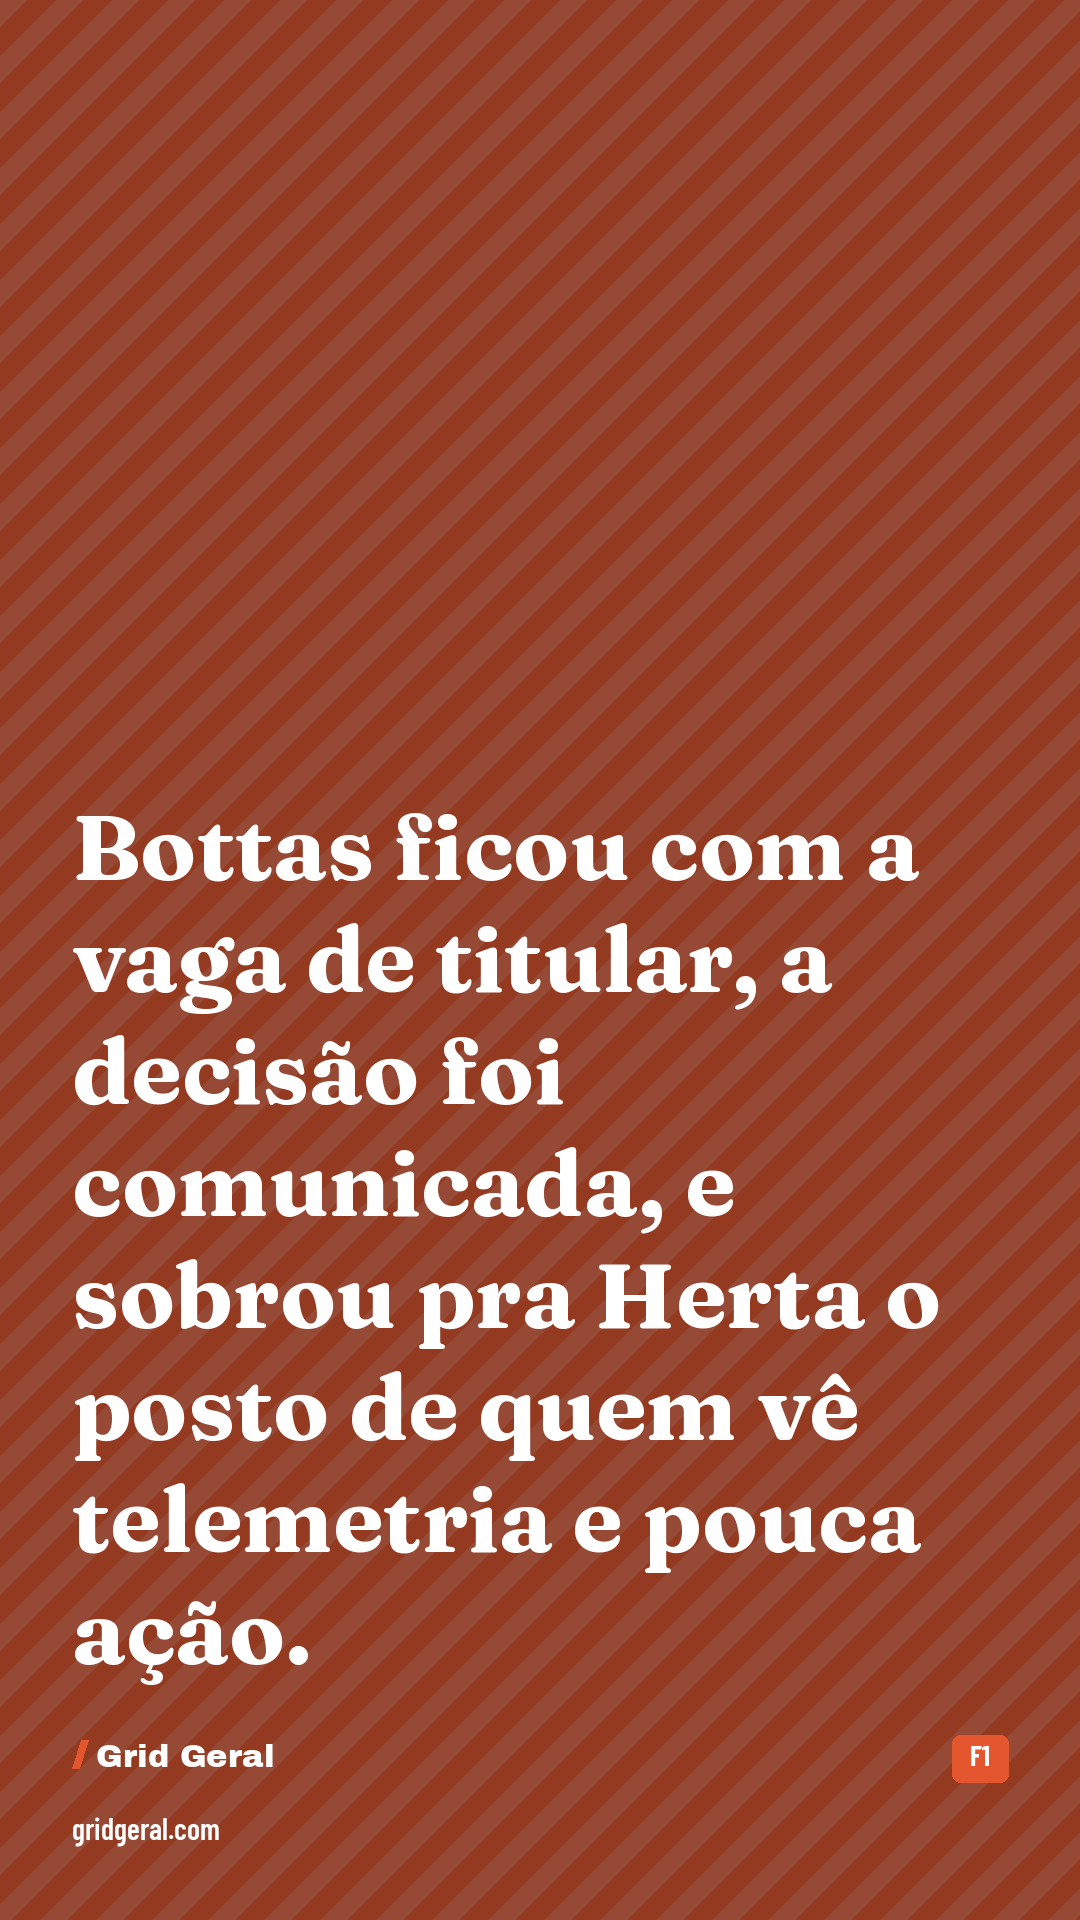 Bottas ficou com a
vaga de titular, a
decisão foi
comunicada, e
sobrou pra Herta o
posto de quem vê
telemetria e pouca
ação.
/ Grid Geral
F1
gridgeral.com